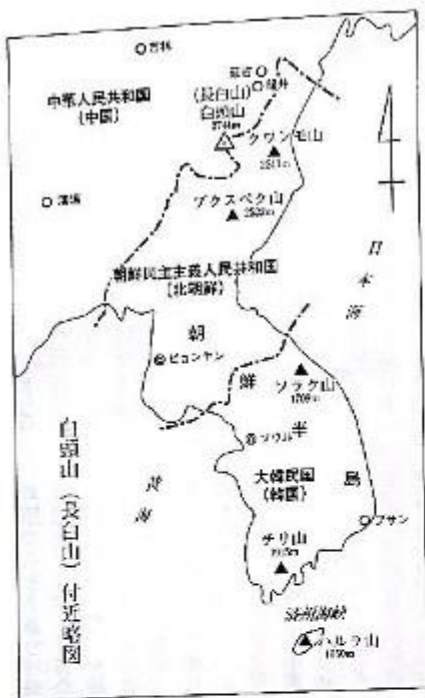 吉林
中華人民共和国
(中国)
延吉
龍井
(長白山)
白頭山
2744m
クワンモ山
2541m
瀋陽
プクスペク山
2522m
日本海
朝鮮民主主義人民共和国
(北朝鮮)
朝鮮半島
ピョンヤン
ソラク山
1708m
ソウル
黄海
大韓民国
(韓国)
プサン
チリ山
1915m
済州海峡
ハルラ山
1950m
白頭山(長白山)付近略図